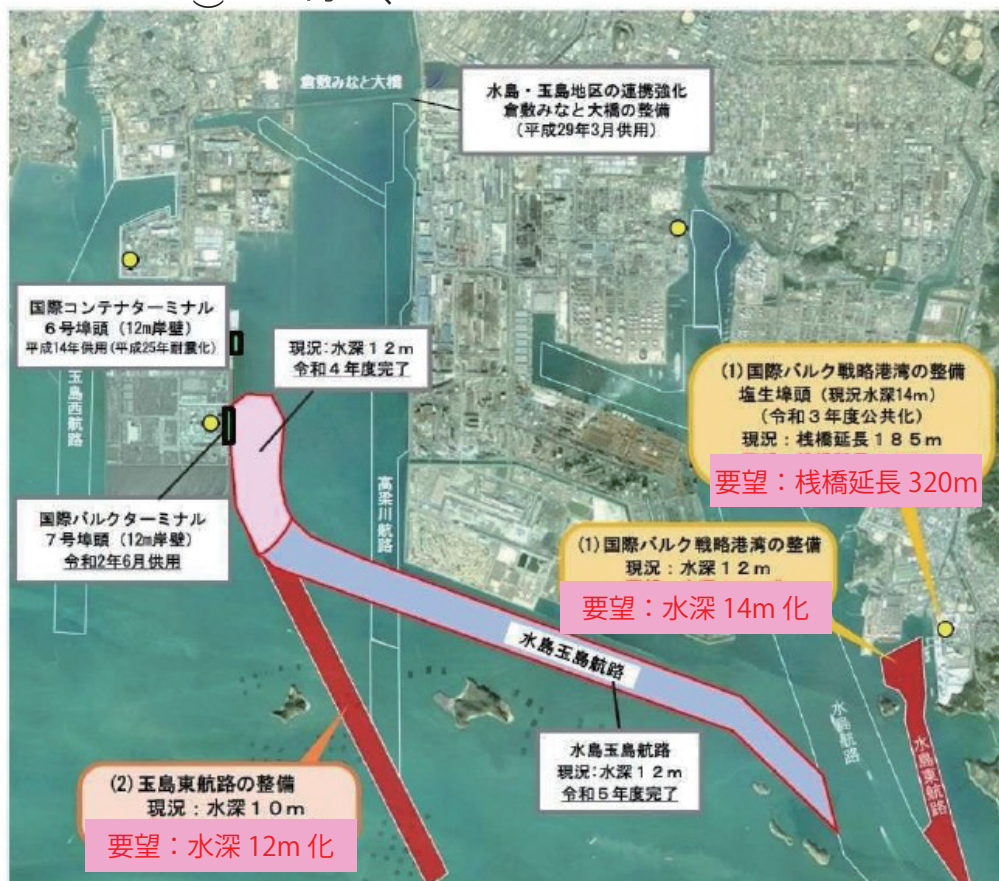 倉敷みなと大橋
水島・玉島地区の連携強化
倉敷みなと大橋の整備
(平成29年3月供用)
国際コンテナターミナル
6号埠頭(12m岸壁)
平成14年供用(平成25年耐震化)
現況:水深12m
令和4年度完了
玉島西航路
(1)国際バルク戦略港湾の整備
塩生埠頭(現況水深14m)
(令和3年度公共化)
現況:桟橋延長185m
要望:桟橋延長320m
高梁川航路
国際バルクターミナル
7号埠頭(12m岸壁)
令和2年6月供用
(1)国際バルク戦略港湾の整備
現況:水深12m
要望:水深14m化
水島玉島航路
水島航路
水島東航路
水島玉島航路
現況:水深12m
令和5年度完了
(2)玉島東航路の整備
現況:水深10m
要望:水深12m化